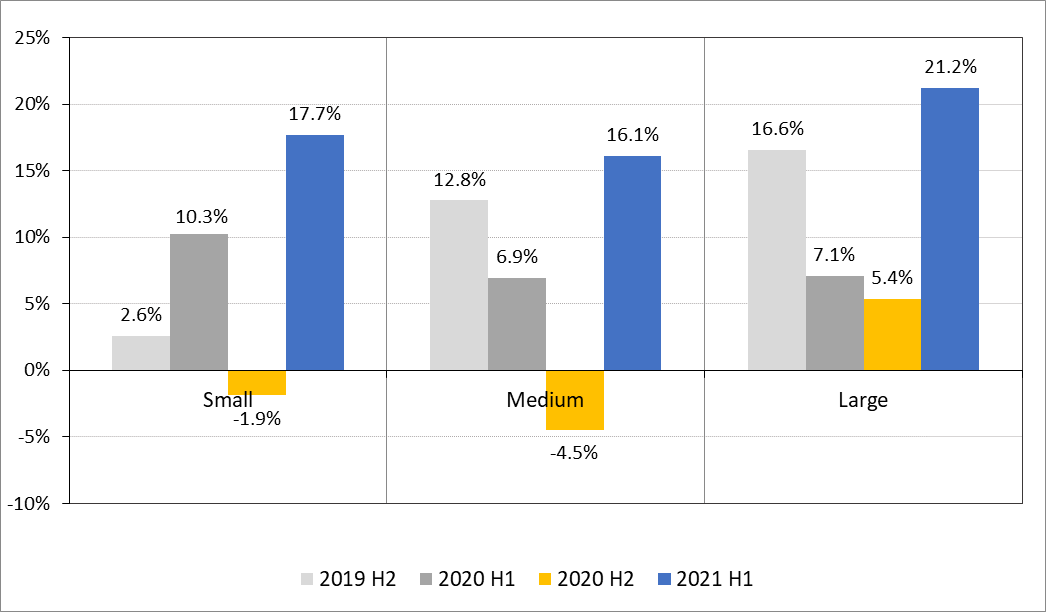 25%
20%
15%
10%
5%
0%
-5%
-10%
2.6%
10.3%
-1.9%
17.7%
12.8%
6.9%
-4.5%
16.1%
16.6%
7.1%
5.4%
21.2%
Small
Medium
Large
2019 H2
2020 H1
2020 H2
2021 H1